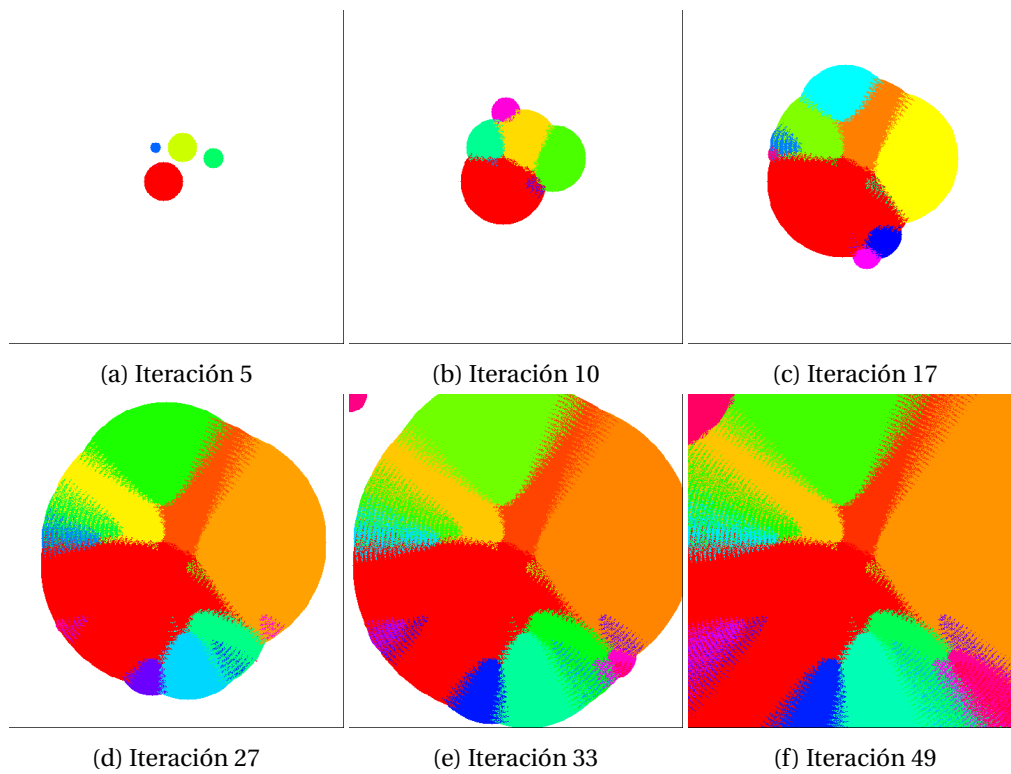 (a) Iteración 5
(b) Iteración 10
(c) Iteración 17
(d) Iteración 27
(e) Iteración 33
(f) Iteración 49